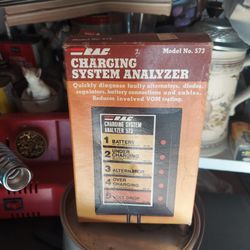 RAC
Model No. 573
CHARGING
SYSTEM ANALYZER
Quickly diagnose faulty alternators, diodes,
regulators, battery connections and cables.
Reduces involved VOM testing.
RAC
CHARGING SYSTEM
ANALYZER 573
1 BATTERY
2 UNDER
CHARGING
3 ALTERNATOR
4 OVER
CHARGING
5 VOLT DROP